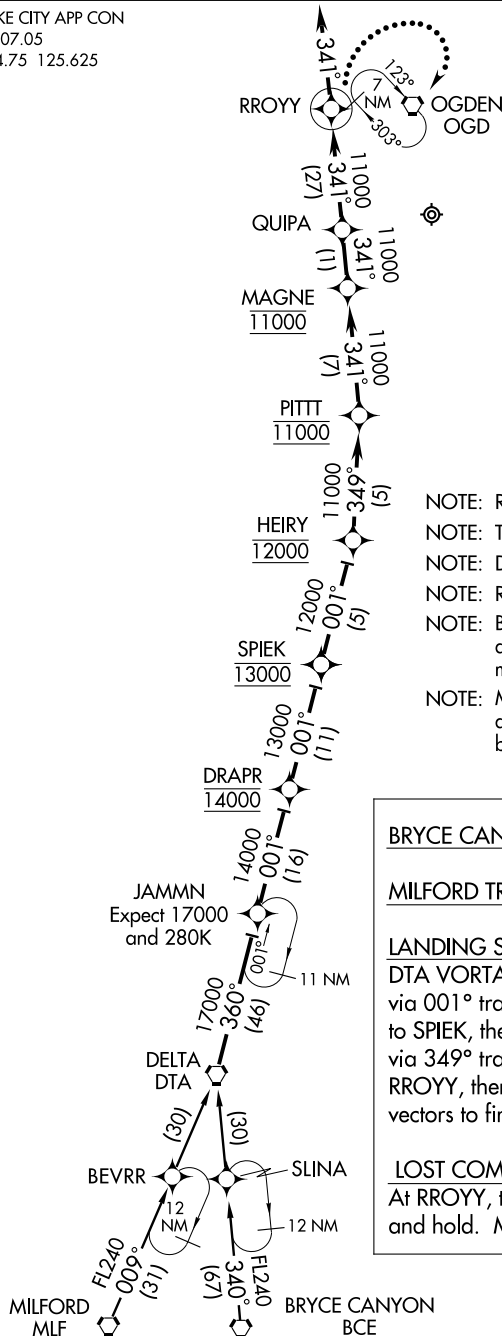 KE CITY APP CON
07.05
4.75 125.625
341°
RROYY
123°
7
NM
303°
OGDEN
OGD
11000
341°
(27)
QUIPA
11000
341°
(1)
MAGNE
11000
11000
341°
(7)
PITTT
11000
11000
349°
(5)
HEIRY
12000
12000
001°
(5)
SPIEK
13000
13000
001°
(11)
DRAPR
14000
14000
001°
(16)
JAMMN
Expect 17000
and 280K
001°
11 NM
17000
360°
(46)
DELTA
DTA
(30)
(30)
BEVRR
SLINA
12
NM
12 NM
FL240
009°
(31)
FL240
340°
(67)
MILFORD
MLF
BRYCE CANYON
BCE
NOTE: R
NOTE: T
NOTE: D
NOTE: R
NOTE: B
NOTE: M
b
BRYCE CAN
MILFORD TR
LANDING S
DTA VORTA
via 001° tra
to SPIEK, the
via 349° tra
RROYY, ther
vectors to fir
LOST COM
At RROYY, t
and hold. M